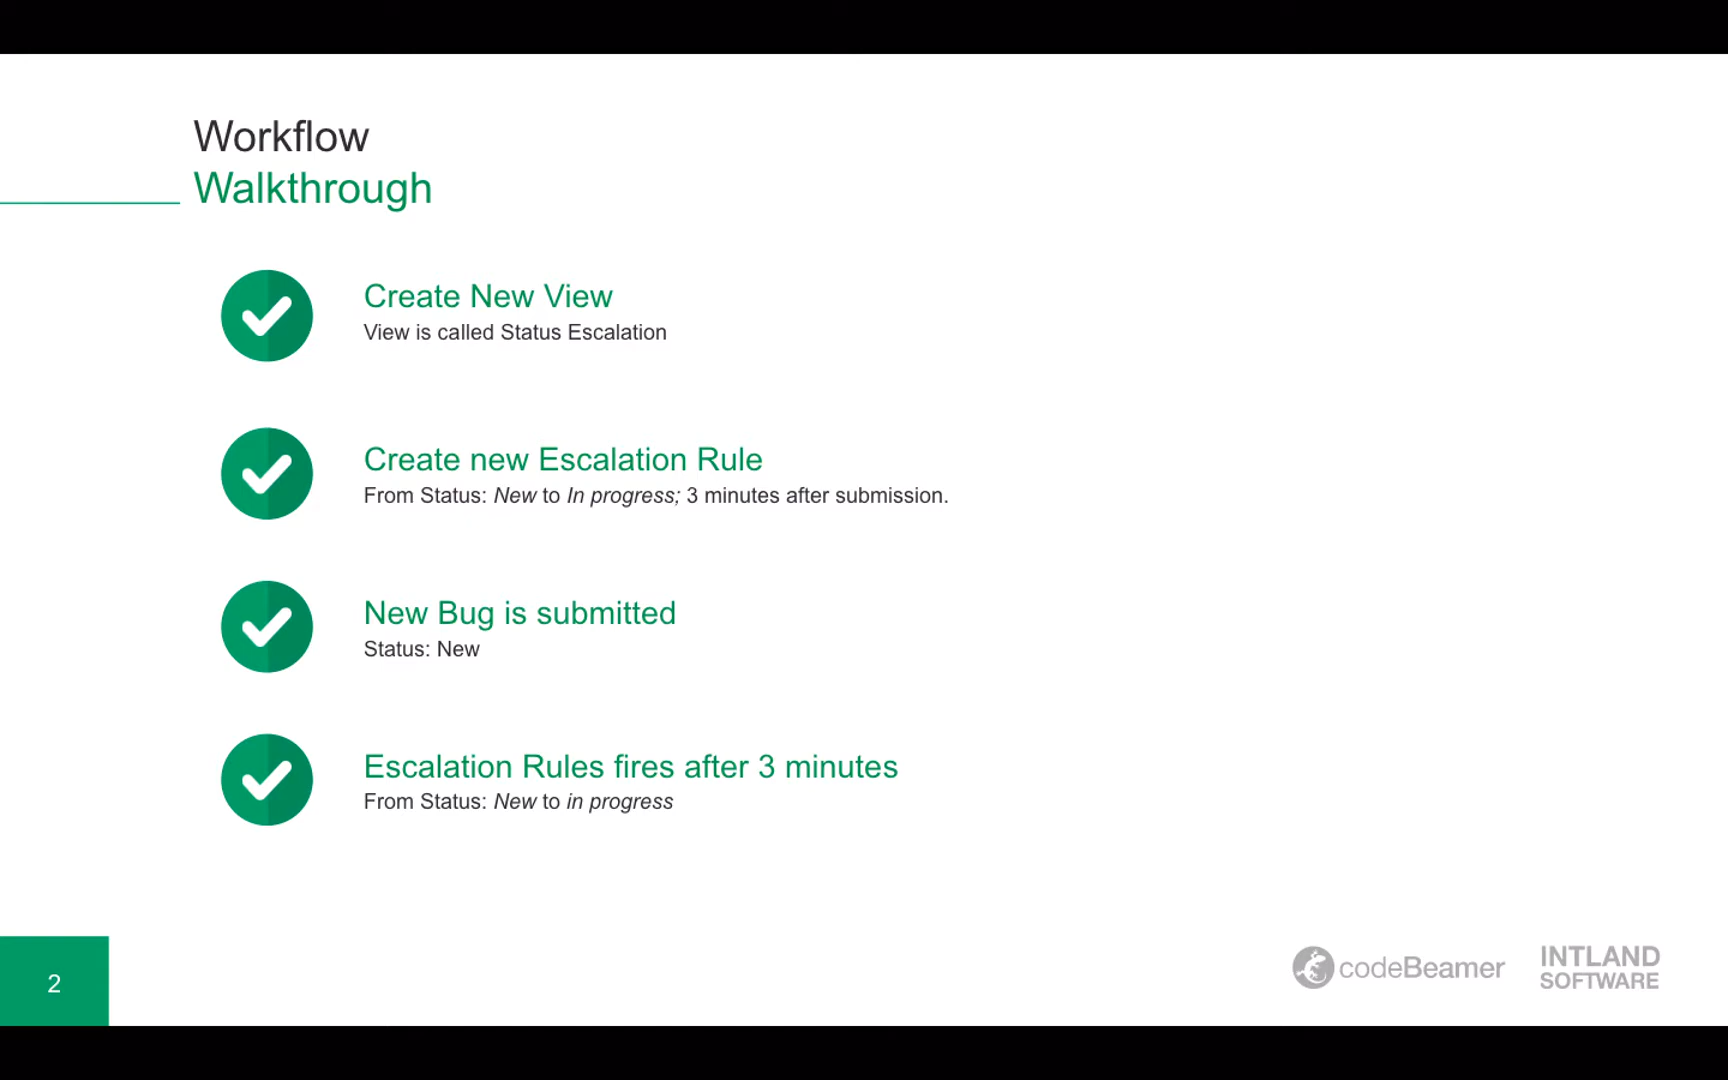 Workflow
Walkthrough
Create New View
View is called Status Escalation
Create new Escalation Rule
From Status: New to In progress; 3 minutes after submission.
New Bug is submitted
Status: New
Escalation Rules fires after 3 minutes
From Status: New to in progress
2
codeBeamer
INTLAND
SOFTWARE